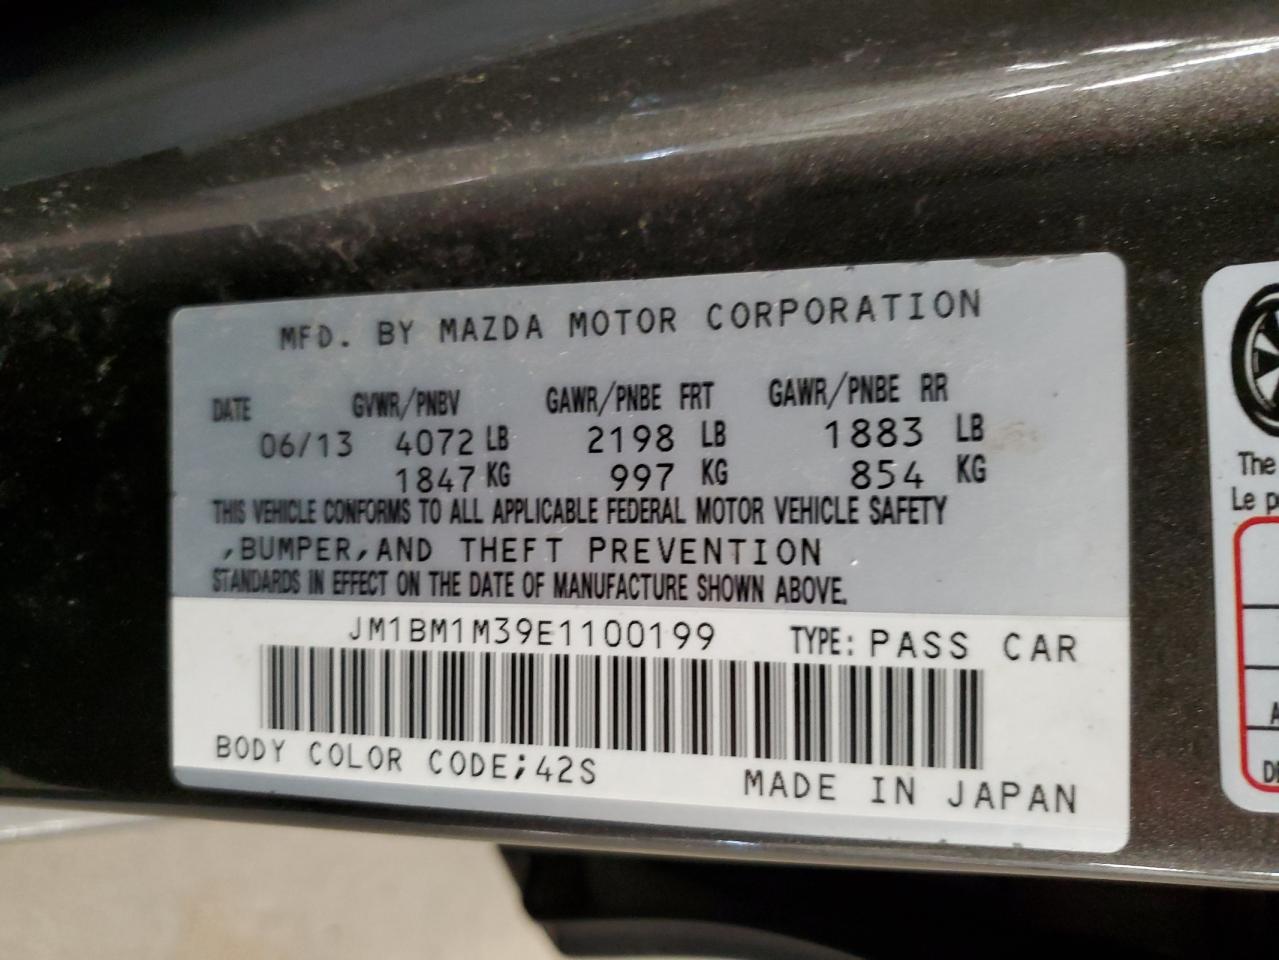 MFD. BY MAZDA MOTOR CORPORATION
DATE GVWR/PNBV GAWR/PNBE FRT GAWR/PNBE RR
06/13 4072 LB 2198 LB 1883 LB
1847 KG 997 KG 854 KG
THIS VEHICLE CONFORMS TO ALL APPLICABLE FEDERAL MOTOR VEHICLE SAFETY
,BUMPER,AND THEFT PREVENTION
STANDARDS IN EFFECT ON THE DATE OF MANUFACTURE SHOWN ABOVE.
JM1BM1M39E1100199 TYPE: PASS CAR
BODY COLOR CODE;42S
MADE IN JAPAN
The
Le p